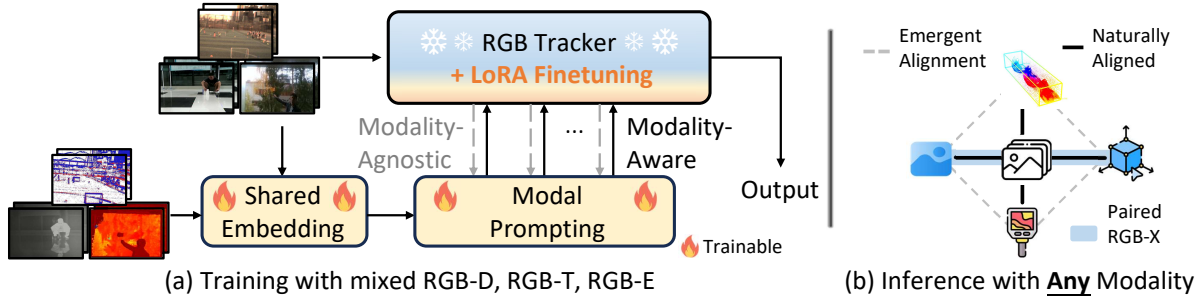 RGB Tracker
+ LoRA Finetuning
Modality-
Agnostic
...
Modality-
Aware
Shared
Embedding
Modal
Prompting
Output
Trainable
(a) Training with mixed RGB-D, RGB-T, RGB-E
Emergent
Alignment
Naturally
Aligned
Paired
RGB-X
(b) Inference with Any Modality